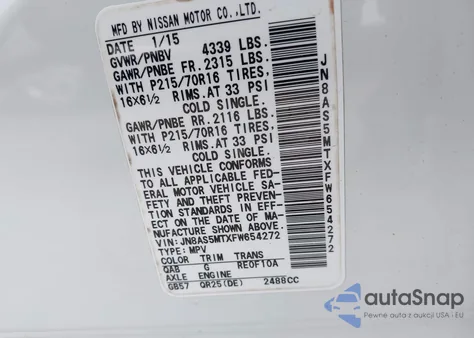 MFD BY NISSAN MOTOR CO.,LTD.
DATE 1/15
GVWR/PNBV 4339 LBS.
GAWR/PNBE FR.2315 LBS.
WITH P215/70R16 TIRES,
16X6½ RIMS.AT 33 PSI
COLD SINGLE.
GAWR/PNBE RR.2116 LBS.
WITH P215/70R16 TIRES,
16X6½ RIMS.AT 33 PSI
COLD SINGLE.
THIS VEHICLE CONFORMS
TO ALL APPLICABLE FED-
ERAL MOTOR VEHICLE SA-
FETY AND THEFT PREVEN-
TION STANDARDS IN EFF-
ECT ON THE DATE OF MA-
NUFACTURE SHOWN ABOVE.
VIN: JN8AS5MTXFW654272
TYPE: MPV
COLOR TRIM TRANS
QAB G RE0F10A
AXLE ENGINE
GB57 QR25(DE) 2488CC
JN8AS5MTXFW654272
autoSnap
Pewne auta z USA i EU